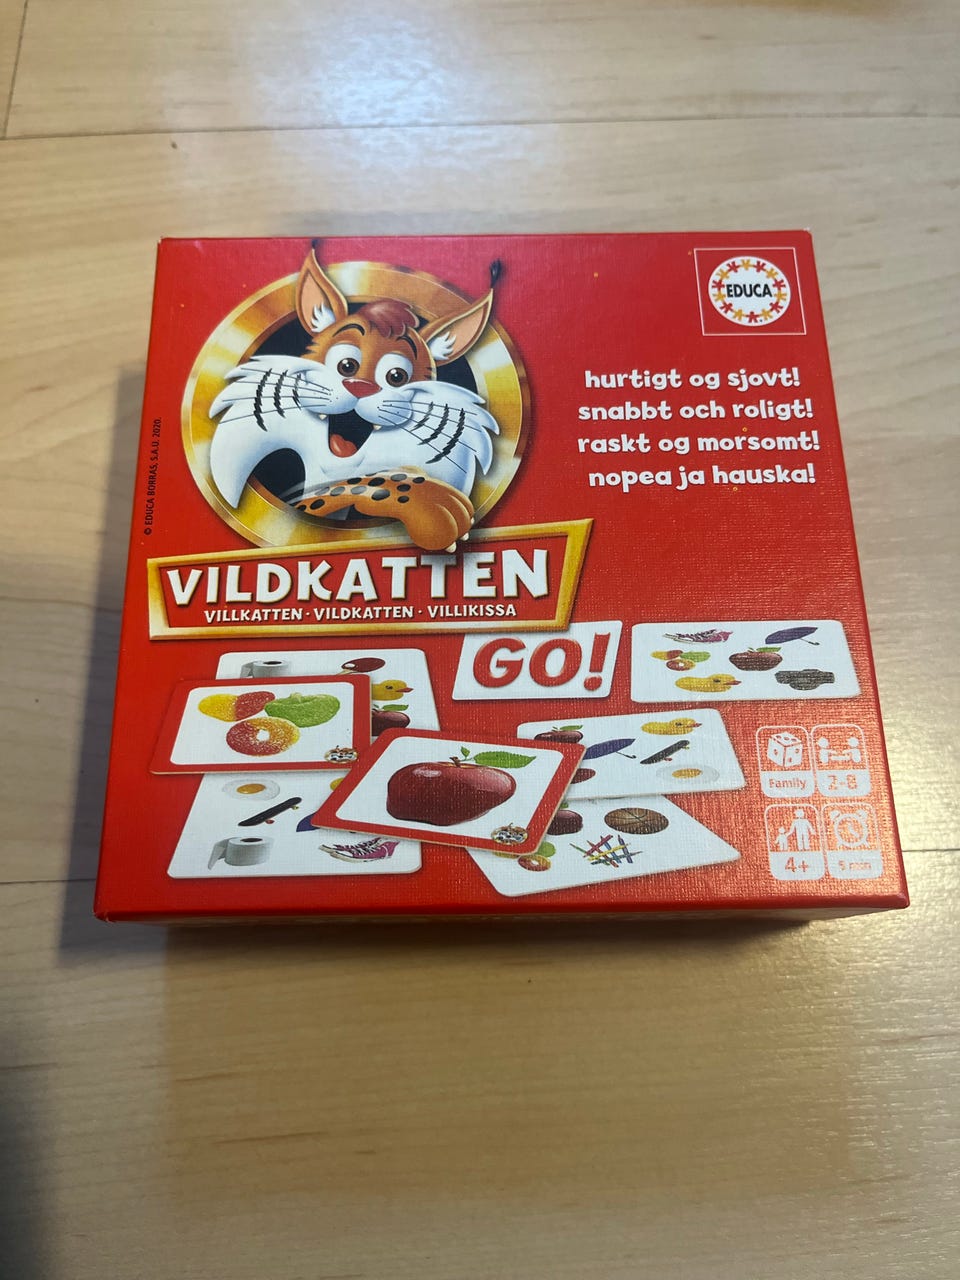 EDUCA
hurtigt og sjovt!
snabbt och roligt!
raskt og morsomt!
nopea ja hauska!
© EDUCA BORRAS, S.A.U. 2020.
VILDKATTEN
VILLKATTEN · VILDKATTEN · VILLIKISSA
GO!
Family
2-8
4+
5 min